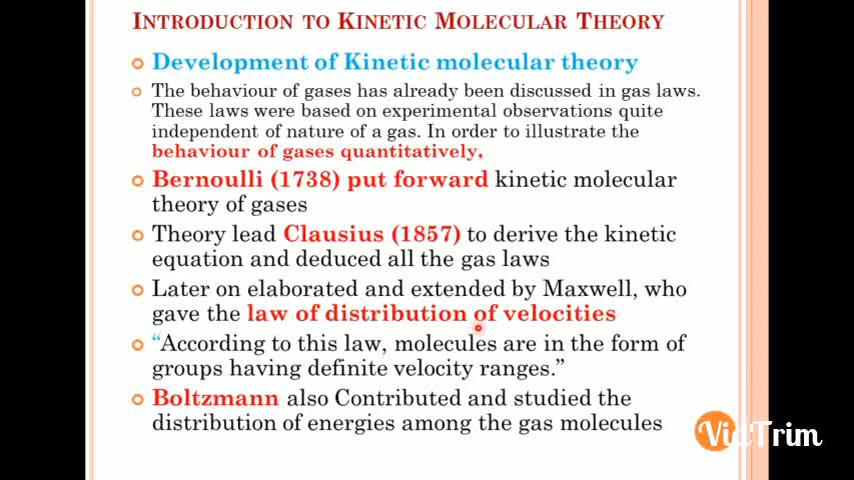 INTRODUCTION TO KINETIC MOLECULAR THEORY
Development of Kinetic molecular theory
The behaviour of gases has already been discussed in gas laws.
These laws were based on experimental observations quite
independent of nature of a gas. In order to illustrate the
behaviour of gases quantitatively,
Bernoulli (1738) put forward kinetic molecular
theory of gases
Theory lead Clausius (1857) to derive the kinetic
equation and deduced all the gas laws
Later on elaborated and extended by Maxwell, who
gave the law of distribution of velocities
“According to this law, molecules are in the form of
groups having definite velocity ranges.”
Boltzmann also Contributed and studied the
distribution of energies among the gas molecules
VidTrim